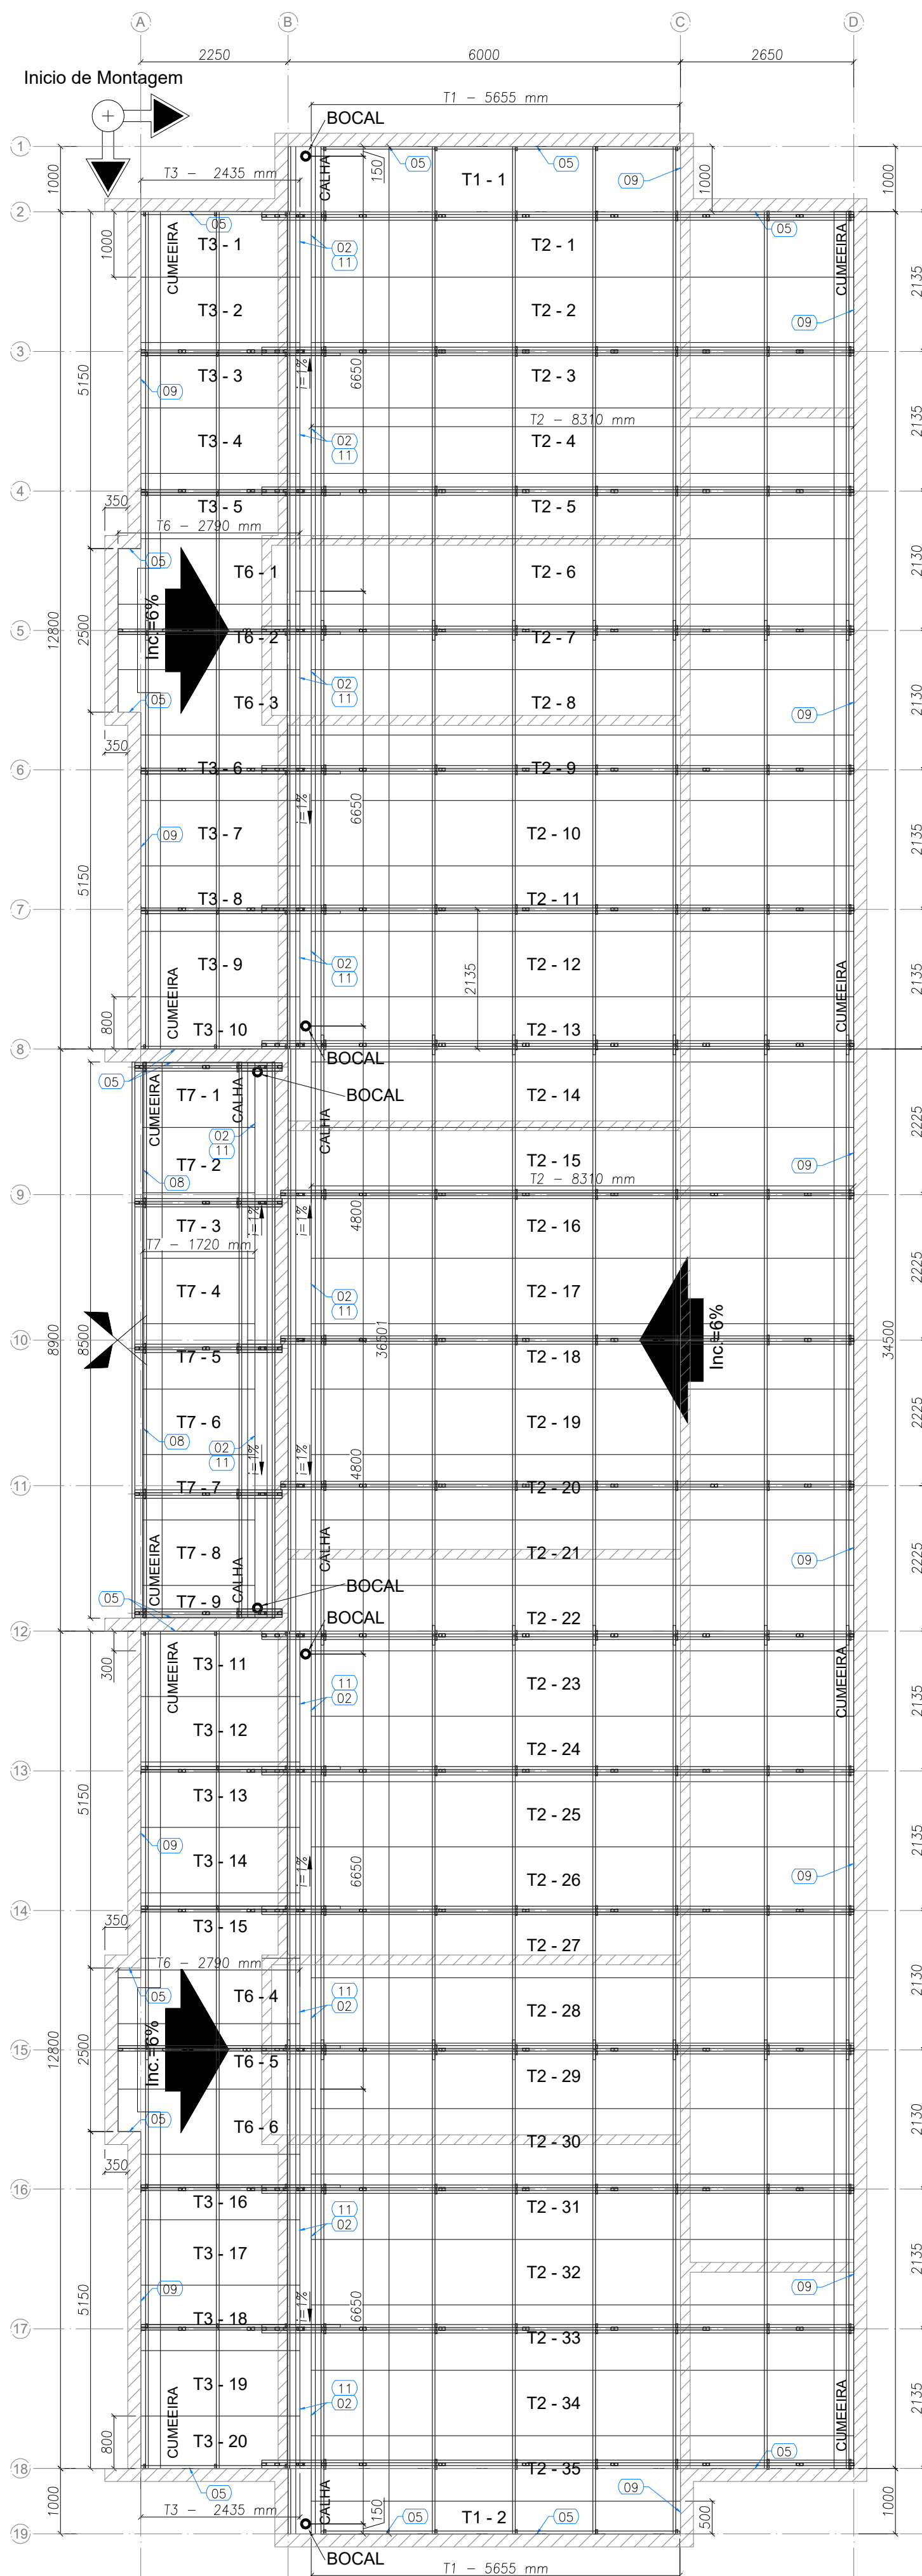 A
B
C
D
2250
6000
2650
Inicio de Montagem
T1 - 5655 mm
BOCAL
1
CALHA
150
05
05
T1 - 1
09
1000
1000
1000
T3 - 2435 mm
2
05
05
CUMEEIRA
T3 - 1
02
11
T2 - 1
CUMEEIRA
1000
2135
T3 - 2
T2 - 2
09
3
T3 - 3
i=1%
6650
T2 - 3
5150
09
2135
T2 - 8310 mm
T3 - 4
02
11
T2 - 4
4
350
T3 - 5
T2 - 5
T6 - 2790 mm
05
2130
T6 - 1
T2 - 6
Inc.=6%
5
12800
2500
T6 - 2
T2 - 7
02
11
05
T6 - 3
T2 - 8
09
2130
350
6
T3 - 6
T2 - 9
i=1%
6650
09
T3 - 7
T2 - 10
2135
5150
7
T3 - 8
T2 - 11
CUMEEIRA
T3 - 9
02
11
2135
T2 - 12
CUMEEIRA
2135
800
T3 - 10
T2 - 13
8
BOCAL
05
CUMEEIRA
T7 - 1
CALHA
BOCAL
T2 - 14
02
11
CALHA
T7 - 2
T2 - 15
09
2225
08
T2 - 8310 mm
9
T7 - 3
i=1%
i=1%
4800
T2 - 16
T7 - 1720 mm
T7 - 4
02
11
T2 - 17
2225
10
8900
8500
36501
Inc.=6%
34500
T7 - 5
T2 - 18
T7 - 6
T2 - 19
2225
08
02
11
i=1%
i=1%
4800
11
T7 - 7
T2 - 20
CUMEEIRA
T7 - 8
CALHA
CALHA
T2 - 21
09
2225
05
T7 - 9
BOCAL
BOCAL
T2 - 22
12
300
CUMEEIRA
T3 - 11
11
02
T2 - 23
CUMEEIRA
2135
T3 - 12
T2 - 24
13
T3 - 13
T2 - 25
5150
09
2135
T3 - 14
i=1%
6650
T2 - 26
09
14
350
T3 - 15
T2 - 27
T6 - 2790 mm
05
T6 - 4
11
02
T2 - 28
2130
Inc.=6%
15
12800
2500
T6 - 5
T2 - 29
05
T6 - 6
T2 - 30
2130
350
16
T3 - 16
11
02
T2 - 31
T3 - 17
T2 - 32
2135
5150
09
09
i=1%
6650
17
T3 - 18
T2 - 33
CUMEEIRA
T3 - 19
11
02
T2 - 34
CUMEEIRA
2135
800
T3 - 20
05
18
T2 - 35
05
CALHA
09
1000
T3 - 2435 mm
150
05
T1 - 2
05
500
1000
19
BOCAL
T1 - 5655 mm